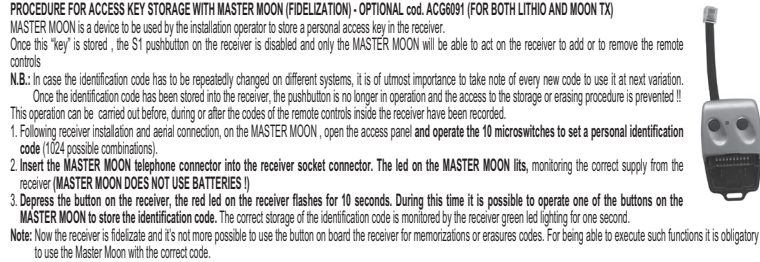 PROCEDURE FOR ACCESS KEY STORAGE WITH MASTER MOON (FIDELIZATION) - OPTIONAL cod. ACG6091 (FOR BOTH LITHIO AND MOON TX)
MASTER MOON is a device to be used by the installation operator to store a personal access key in the receiver.
Once this “key” is stored , the S1 pushbutton on the receiver is disabled and only the MASTER MOON will be able to act on the receiver to add or to remove the remote
controls
N.B.: In case the identification code has to be repeatedly changed on different systems, it is of utmost importance to take note of every new code to use it at next variation.
Once the identification code has been stored into the receiver, the pushbutton is no longer in operation and the access to the storage or erasing procedure is prevented !!
This operation can be carried out before, during or after the codes of the remote controls inside the receiver have been recorded.
1. Following receiver installation and aerial connection, on the MASTER MOON , open the access panel and operate the 10 microswitches to set a personal identification
code (1024 possible combinations).
2. Insert the MASTER MOON telephone connector into the receiver socket connector. The led on the MASTER MOON lits, monitoring the correct supply from the
receiver (MASTER MOON DOES NOT USE BATTERIES !)
3. Depress the button on the receiver, the red led on the receiver flashes for 10 seconds. During this time it is possible to operate one of the buttons on the
MASTER MOON to store the identification code. The correct storage of the identification code is monitored by the receiver green led lighting for one second.
Note: Now the receiver is fidelizate and it's not more possible to use the button on board the receiver for memorizations or erasures codes. For being able to execute such functions it is obligatory
to use the Master Moon with the correct code.